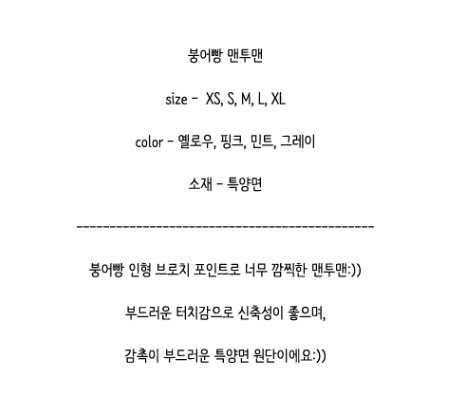 붕어빵 맨투맨
size - XS, S, M, L, XL
color - 옐로우, 핑크, 민트, 그레이
소재 - 특양면
---------------------------------------------
붕어빵 인형 브로치 포인트로 너무 깜찍한 맨투맨:))
부드러운 터치감으로 신축성이 좋으며,
감촉이 부드러운 특양면 원단이에요:))